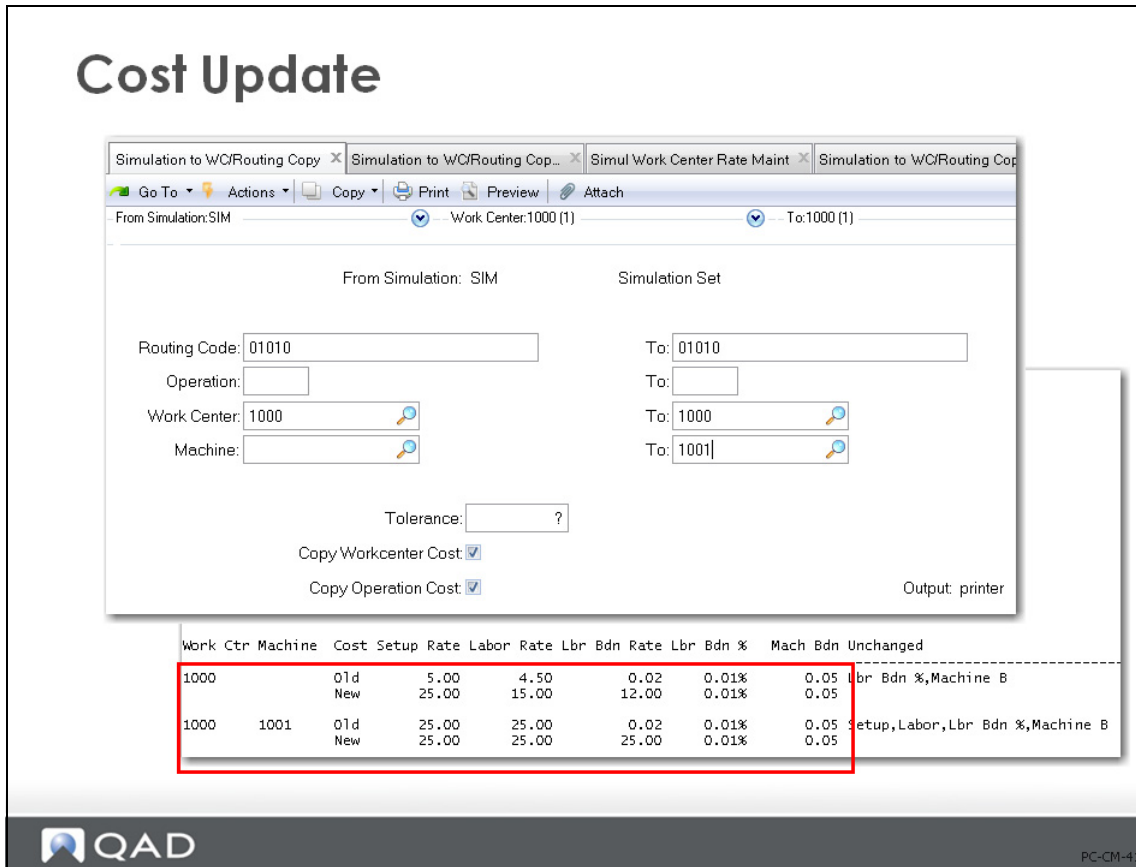 Cost Update
Simulation to WC/Routing Copy Simulation to WC/Routing Cop... Simul Work Center Rate Maint Simulation to WC/Routing Cop
Go To Actions Copy Print Preview Attach
From Simulation:SIM Work Center:1000 (1) To:1000 (1)
From Simulation: SIM Simulation Set
Routing Code: 01010 To: 01010
Operation: To:
Work Center: 1000 To: 1000
Machine: To: 1001
Tolerance: ?
Copy Workcenter Cost:
Copy Operation Cost: Output: printer
Work Ctr Machine Cost Setup Rate Labor Rate Lbr Bdn Rate Lbr Bdn % Mach Bdn Unchanged
1000 Old 5.00 4.50 0.02 0.01% 0.05 Lbr Bdn %,Machine B
New 25.00 15.00 12.00 0.01% 0.05
1000 1001 Old 25.00 25.00 0.02 0.01% 0.05 Setup,Labor,Lbr Bdn %,Machine B
New 25.00 25.00 25.00 0.01% 0.05
QAD